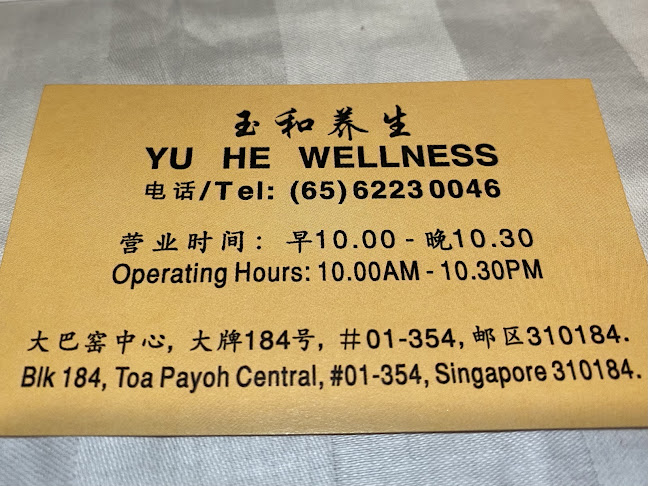 玉和养生
YU HE WELLNESS
电话/Tel: (65) 6223 0046
营业时间: 早10.00 - 晚10.30
Operating Hours: 10.00AM - 10.30PM
大巴窑中心, 大牌184号, #01-354, 邮区310184.
Blk 184, Toa Payoh Central, #01-354, Singapore 310184.